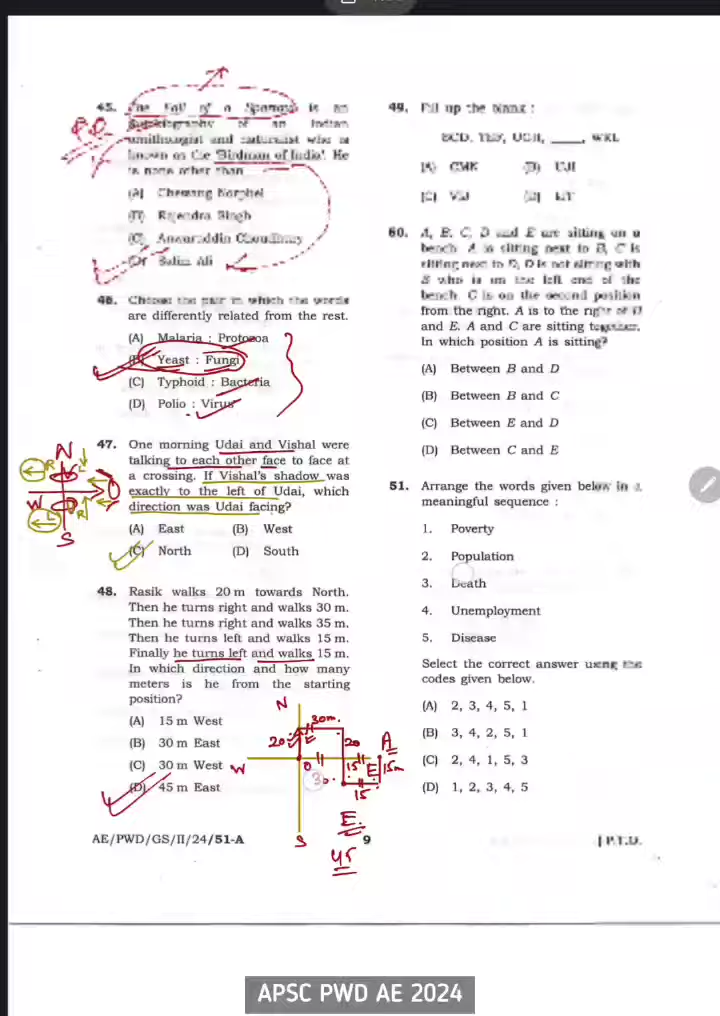 45. The Fall of a Sparrow is an
Autobiography of an Indian
ornithologist and naturalist who is
known as the 'Birdman of India'. He
is none other than
(A) Chewang Norphel
(B) Rajendra Singh
(C) Anwaruddin Choudhury
(D) Salim Ali
46. Choose the pair in which the words
are differently related from the rest.
(A) Malaria : Protozoa
(B) Yeast : Fungi
(C) Typhoid : Bacteria
(D) Polio : Virus
47. One morning Udai and Vishal were
talking to each other face to face at
a crossing. If Vishal's shadow was
exactly to the left of Udai, which
direction was Udai facing?
(A) East (B) West
(C) North (D) South
N
R L
W
L R
S
48. Rasik walks 20 m towards North.
Then he turns right and walks 30 m.
Then he turns right and walks 35 m.
Then he turns left and walks 15 m.
Finally he turns left and walks 15 m.
In which direction and how many
meters is he from the starting
position?
(A) 15 m West
(B) 30 m East
(C) 30 m West
(D) 45 m East
N
30m.
20 E 20 A
W 0 15 E 15m
30. 15
S E.
45
AE/PWD/GS/II/24/51-A
9
49. Fill up the blank :
BCD, UGH, ____, WKL
(A) CMK (B) UJI
(C) VIJ (D) IJT
60. A, B, C, D and E are sitting on a
bench. A is sitting next to B, C is
sitting next to D, D is not sitting with
E who is on the left end of the
bench. C is on the second position
from the right. A is to the right of B
and E. A and C are sitting together.
In which position A is sitting?
(A) Between B and D
(B) Between B and C
(C) Between E and D
(D) Between C and E
51. Arrange the words given below in a
meaningful sequence :
1. Poverty
2. Population
3. Death
4. Unemployment
5. Disease
Select the correct answer using the
codes given below.
(A) 2, 3, 4, 5, 1
(B) 3, 4, 2, 5, 1
(C) 2, 4, 1, 5, 3
(D) 1, 2, 3, 4, 5
[ P.T.O.
APSC PWD AE 2024